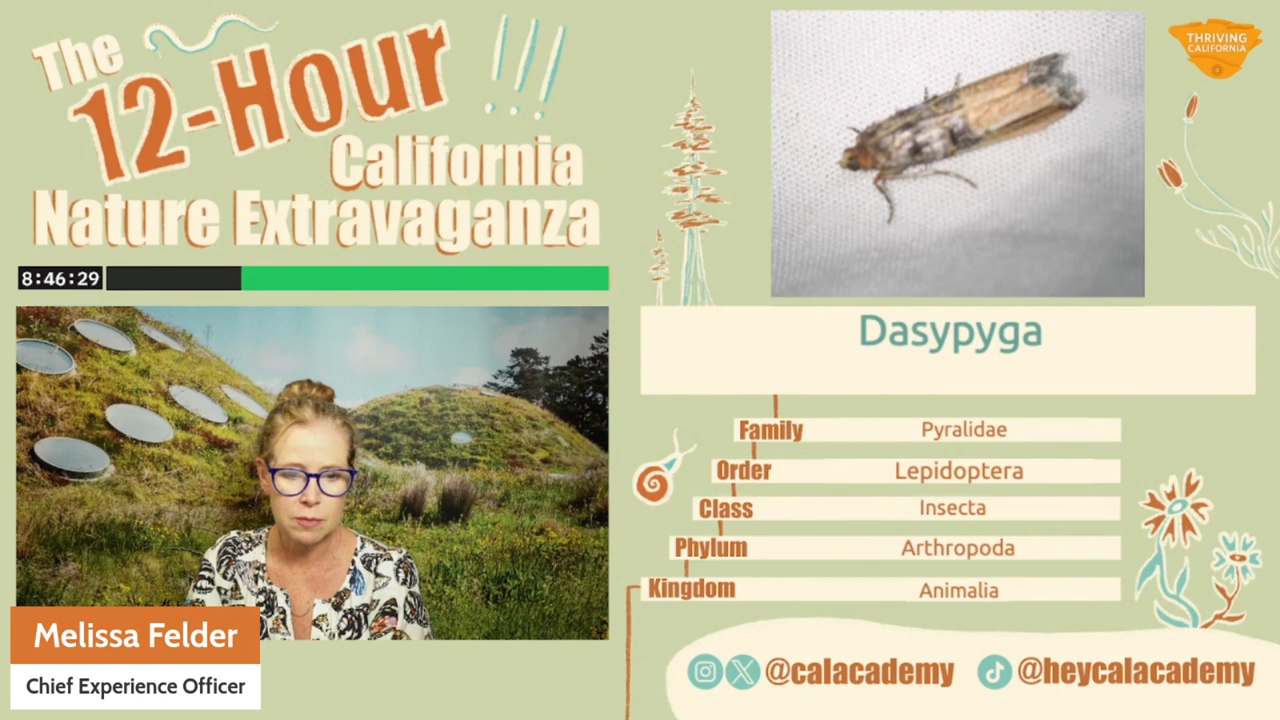 The
12-Hour!!!
California
Nature Extravaganza
8:46:29
Melissa Felder
Chief Experience Officer
THRIVING
CALIFORNIA
Dasypyga
Family Pyralidae
Order Lepidoptera
Class Insecta
Phylum Arthropoda
Kingdom Animalia
@calacademy @heycalacademy